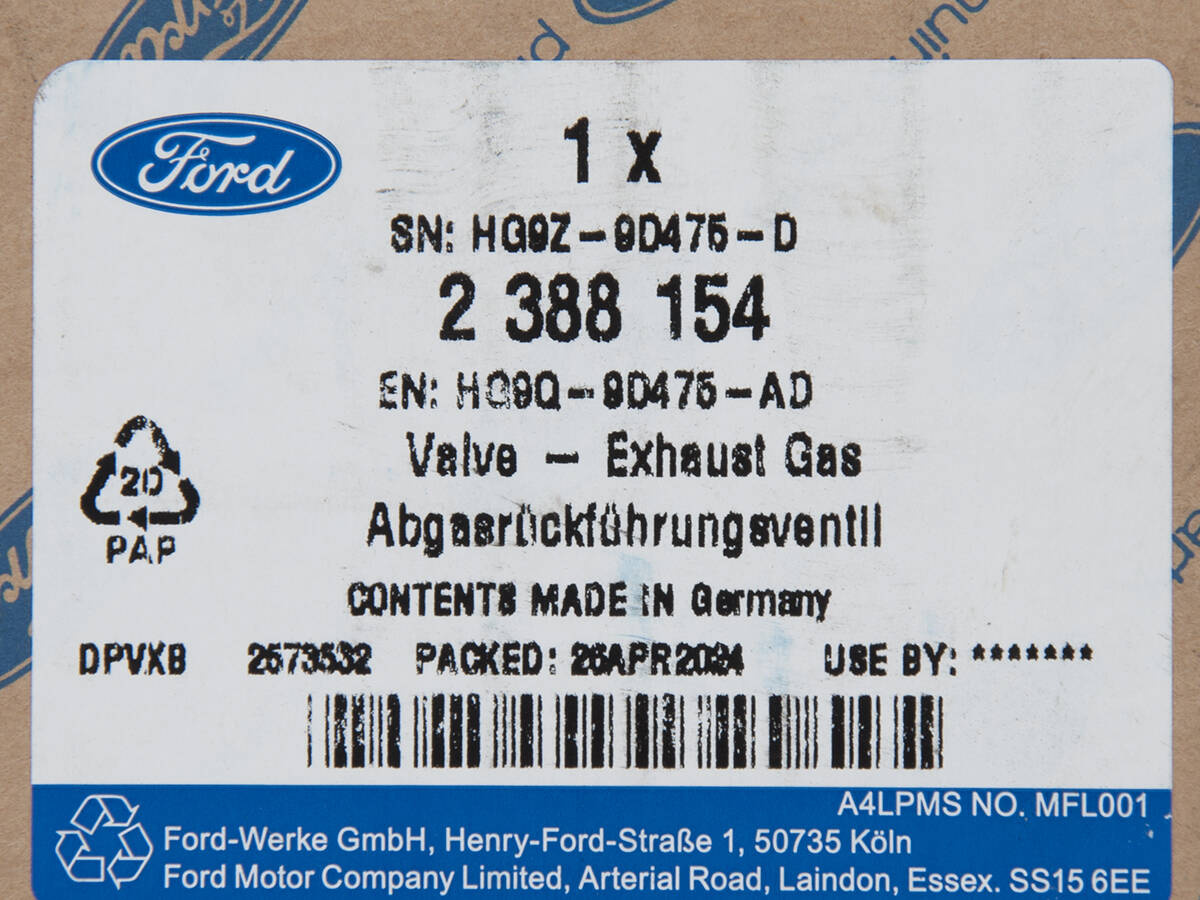 Ford
1 x
SN: HG9Z-9D475-D
2 388 154
EN: HG9Q-9D475-AD
Valve - Exhaust Gas
Abgasrückführungsventil
20
PAP
CONTENTS MADE IN Germany
DPVXB 2573532 PACKED: 26APR2024 USE BY: *******
A4LPMS NO. MFL001
Ford-Werke GmbH, Henry-Ford-Straße 1, 50735 Köln
Ford Motor Company Limited, Arterial Road, Laindon, Essex. SS15 6EE